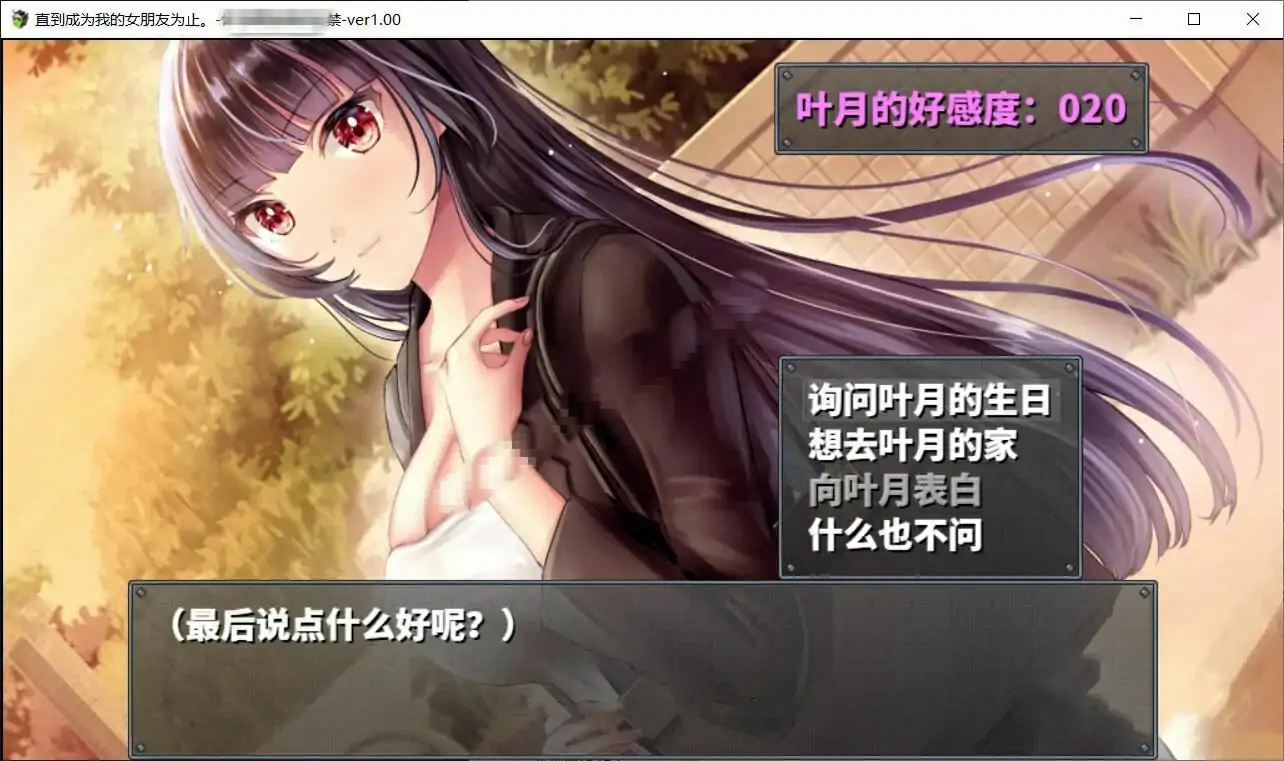 直到成为我的女朋友为止。-禁-ver1.00
叶月的好感度：020
询问叶月的生日
想去叶月的家
向叶月表白
什么也不问
（最后说点什么好呢？）